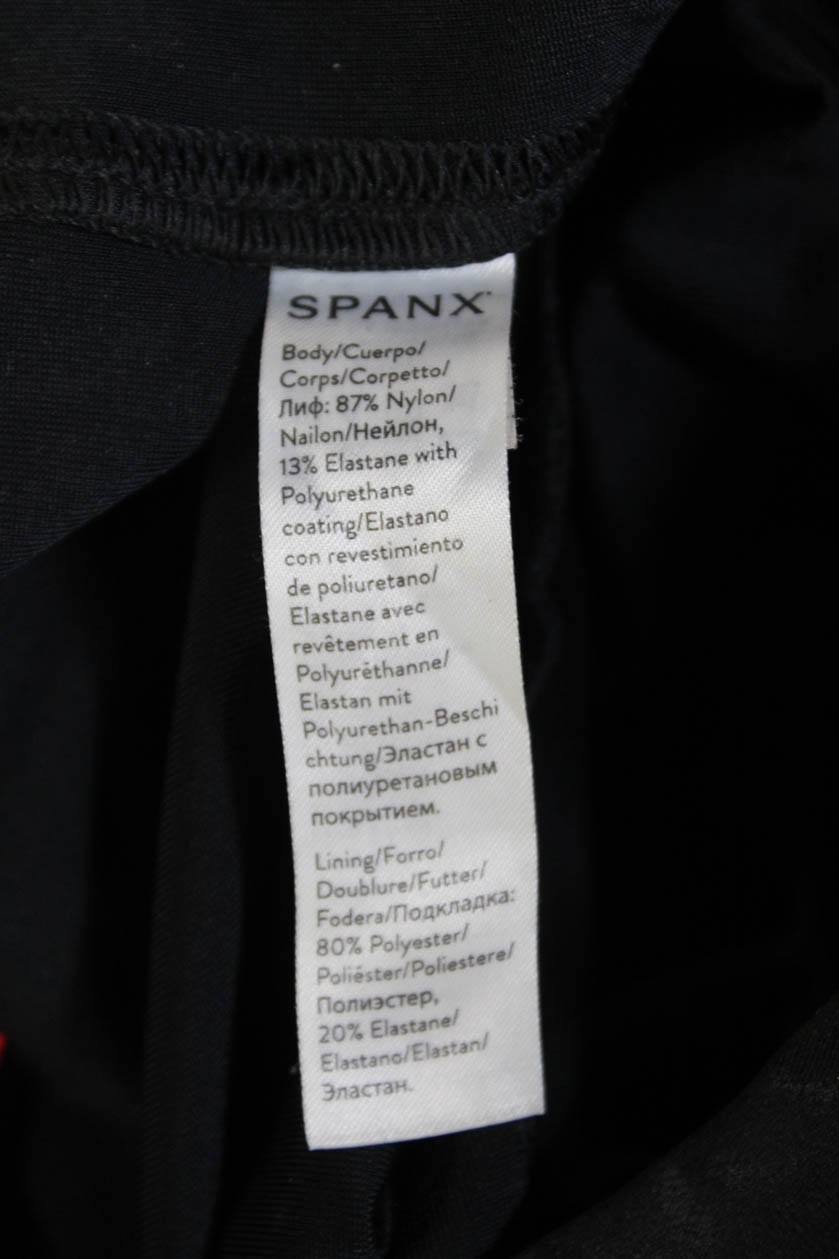 SPANX
Body/Cuerpo/
Corps/Corpetto/
Лиф: 87% Nylon/
Nailon/Нейлон,
13% Elastane with
Polyurethane
coating/Elastano
con revestimiento
de poliuretano/
Elastane avec
revêtement en
Polyuréthanne/
Elastan mit
Polyurethan-Beschi
chtung/Эластан с
полиуретановым
покрытием.
Lining/Forro/
Doublure/Futter/
Fodera/Подкладка:
80% Polyester/
Poliéster/Poliestere/
Полиэстер,
20% Elastane/
Elastano/Elastan/
Эластан.